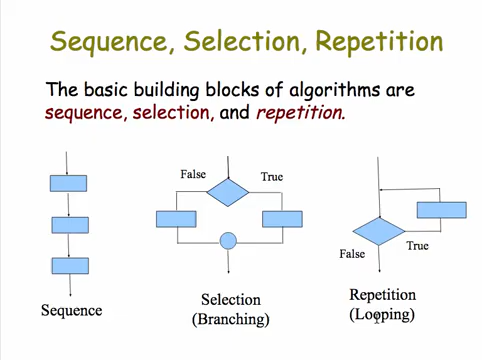 Sequence, Selection, Repetition
The basic building blocks of algorithms are
sequence, selection, and repetition.
False
True
False
True
Sequence
Selection
(Branching)
Repetition
(Looping)